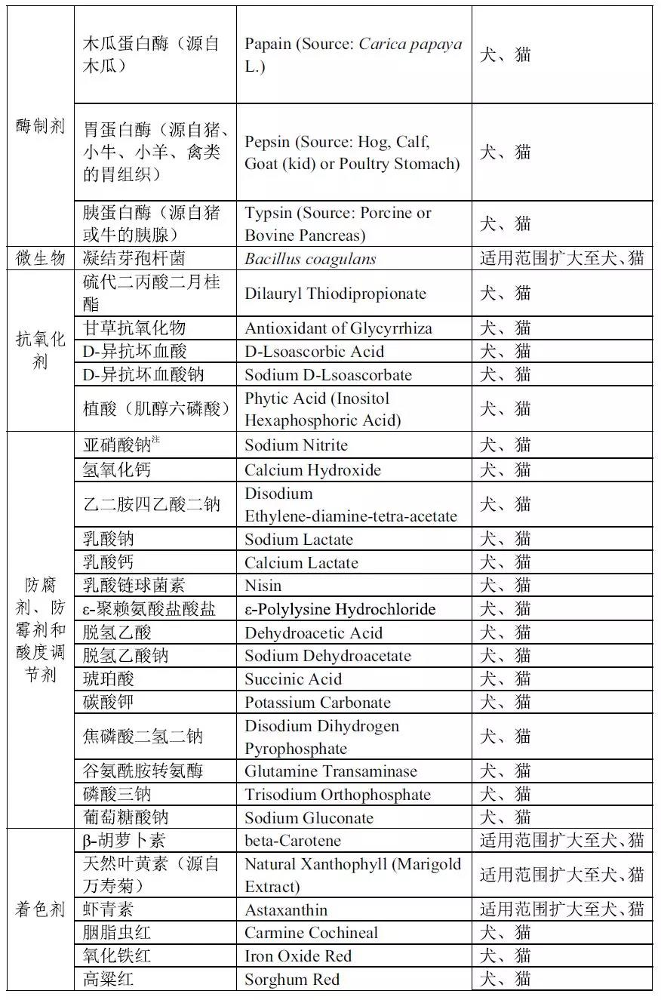 酶制剂
木瓜蛋白酶（源自
木瓜）
Papain (Source: Carica papaya
L.)
犬、猫
胃蛋白酶（源自猪、
小牛、小羊、禽类
的胃组织）
Pepsin (Source: Hog, Calf,
Goat (kid) or Poultry Stomach)
犬、猫
胰蛋白酶（源自猪
或牛的胰腺）
Typsin (Source: Porcine or
Bovine Pancreas)
犬、猫
微生物
凝结芽孢杆菌
Bacillus coagulans
适用范围扩大至犬、猫
抗氧化
剂
硫代二丙酸二月桂
酯
Dilauryl Thiodipropionate
犬、猫
甘草抗氧化物
Antioxidant of Glycyrrhiza
犬、猫
D-异抗坏血酸
D-Lsoascorbic Acid
犬、猫
D-异抗坏血酸钠
Sodium D-Lsoascorbate
犬、猫
植酸（肌醇六磷酸）
Phytic Acid (Inositol
Hexaphosphoric Acid)
犬、猫
防腐
剂、防
霉剂和
酸度调
节剂
亚硝酸钠注
Sodium Nitrite
犬、猫
氢氧化钙
Calcium Hydroxide
犬、猫
乙二胺四乙酸二钠
Disodium
Ethylene-diamine-tetra-acetate
犬、猫
乳酸钠
Sodium Lactate
犬、猫
乳酸钙
Calcium Lactate
犬、猫
乳酸链球菌素
Nisin
犬、猫
ε-聚赖氨酸盐酸盐
ε-Polylysine Hydrochloride
犬、猫
脱氢乙酸
Dehydroacetic Acid
犬、猫
脱氢乙酸钠
Sodium Dehydroacetate
犬、猫
琥珀酸
Succinic Acid
犬、猫
碳酸钾
Potassium Carbonate
犬、猫
焦磷酸二氢二钠
Disodium Dihydrogen
Pyrophosphate
犬、猫
谷氨酰胺转氨酶
Glutamine Transaminase
犬、猫
磷酸三钠
Trisodium Orthophosphate
犬、猫
葡萄糖酸钠
Sodium Gluconate
犬、猫
着色剂
β-胡萝卜素
beta-Carotene
适用范围扩大至犬、猫
天然叶黄素（源自
万寿菊）
Natural Xanthophyll (Marigold
Extract)
适用范围扩大至犬、猫
虾青素
Astaxanthin
适用范围扩大至犬、猫
胭脂虫红
Carmine Cochineal
犬、猫
氧化铁红
Iron Oxide Red
犬、猫
高粱红
Sorghum Red
犬、猫